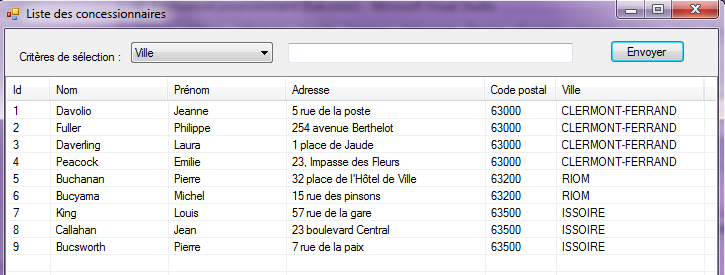 Liste des concessionnaires
Critères de sélection : Ville Envoyer
Id Nom Prénom Adresse Code postal Ville
1 Davolio Jeanne 5 rue de la poste 63000 CLERMONT-FERRAND
2 Fuller Philippe 254 avenue Berthelot 63000 CLERMONT-FERRAND
3 Daverling Laura 1 place de Jaude 63000 CLERMONT-FERRAND
4 Peacock Emilie 23, Impasse des Fleurs 63000 CLERMONT-FERRAND
5 Buchanan Pierre 32 place de l'Hôtel de Ville 63200 RIOM
6 Bucyama Michel 15 rue des pinsons 63200 RIOM
7 King Louis 57 rue de la gare 63500 ISSOIRE
8 Callahan Jean 23 boulevard Central 63500 ISSOIRE
9 Bucsworth Pierre 7 rue de la paix 63500 ISSOIRE